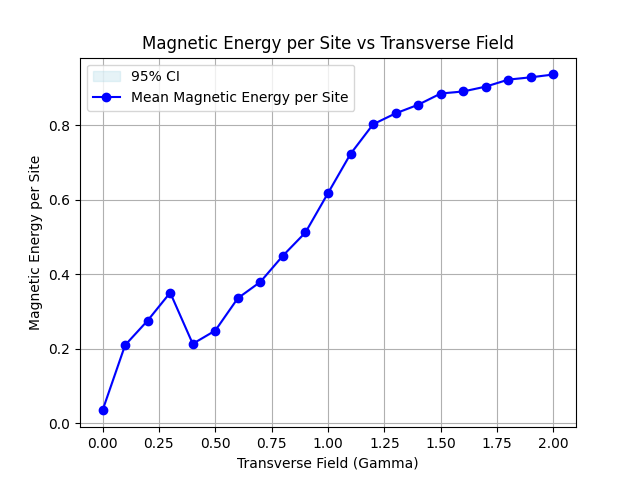 Magnetic Energy per Site vs Transverse Field
95% CI
Mean Magnetic Energy per Site
Magnetic Energy per Site
0.8
0.6
0.4
0.2
0.0
0.00 0.25 0.50 0.75 1.00 1.25 1.50 1.75 2.00
Transverse Field (Gamma)